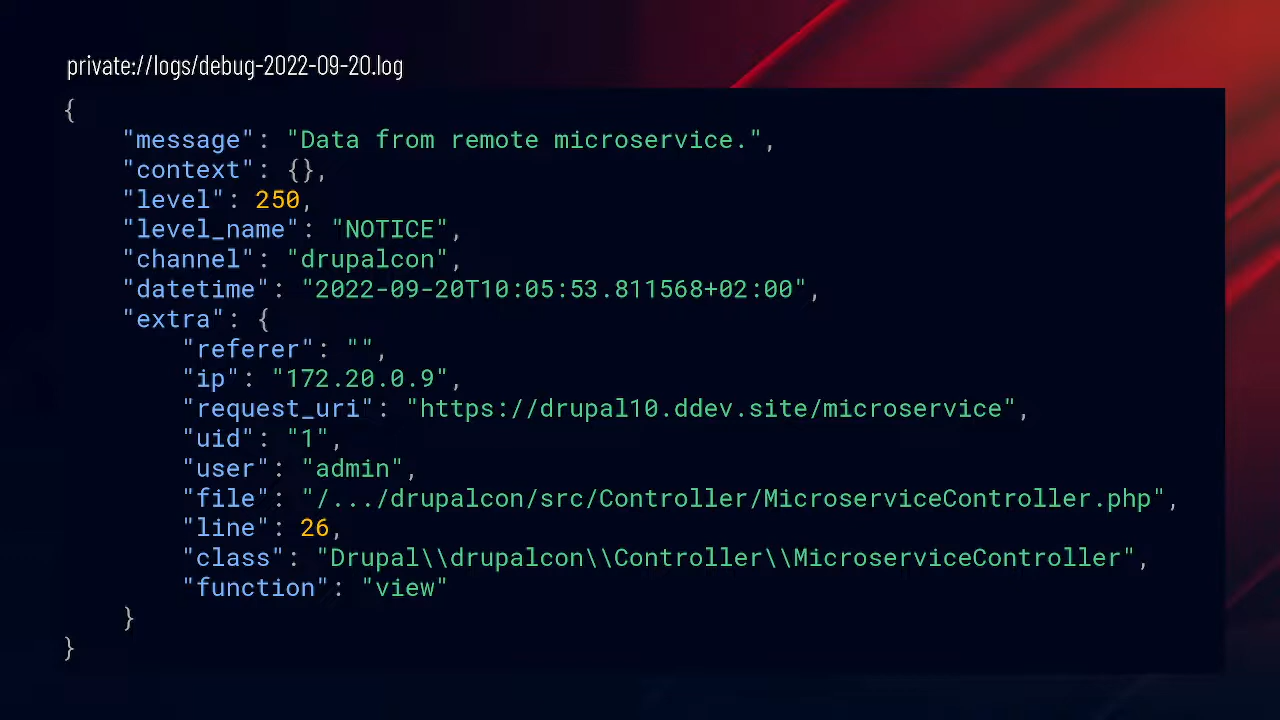 private://logs/debug-2022-09-20.log
{
    "message": "Data from remote microservice.",
    "context": {},
    "level": 250,
    "level_name": "NOTICE",
    "channel": "drupalcon",
    "datetime": "2022-09-20T10:05:53.811568+02:00",
    "extra": {
        "referer": "",
        "ip": "172.20.0.9",
        "request_uri": "https://drupal10.ddev.site/microservice",
        "uid": "1",
        "user": "admin",
        "file": "/.../drupalcon/src/Controller/MicroserviceController.php",
        "line": 26,
        "class": "Drupal\\drupalcon\\Controller\\MicroserviceController",
        "function": "view"
    }
}